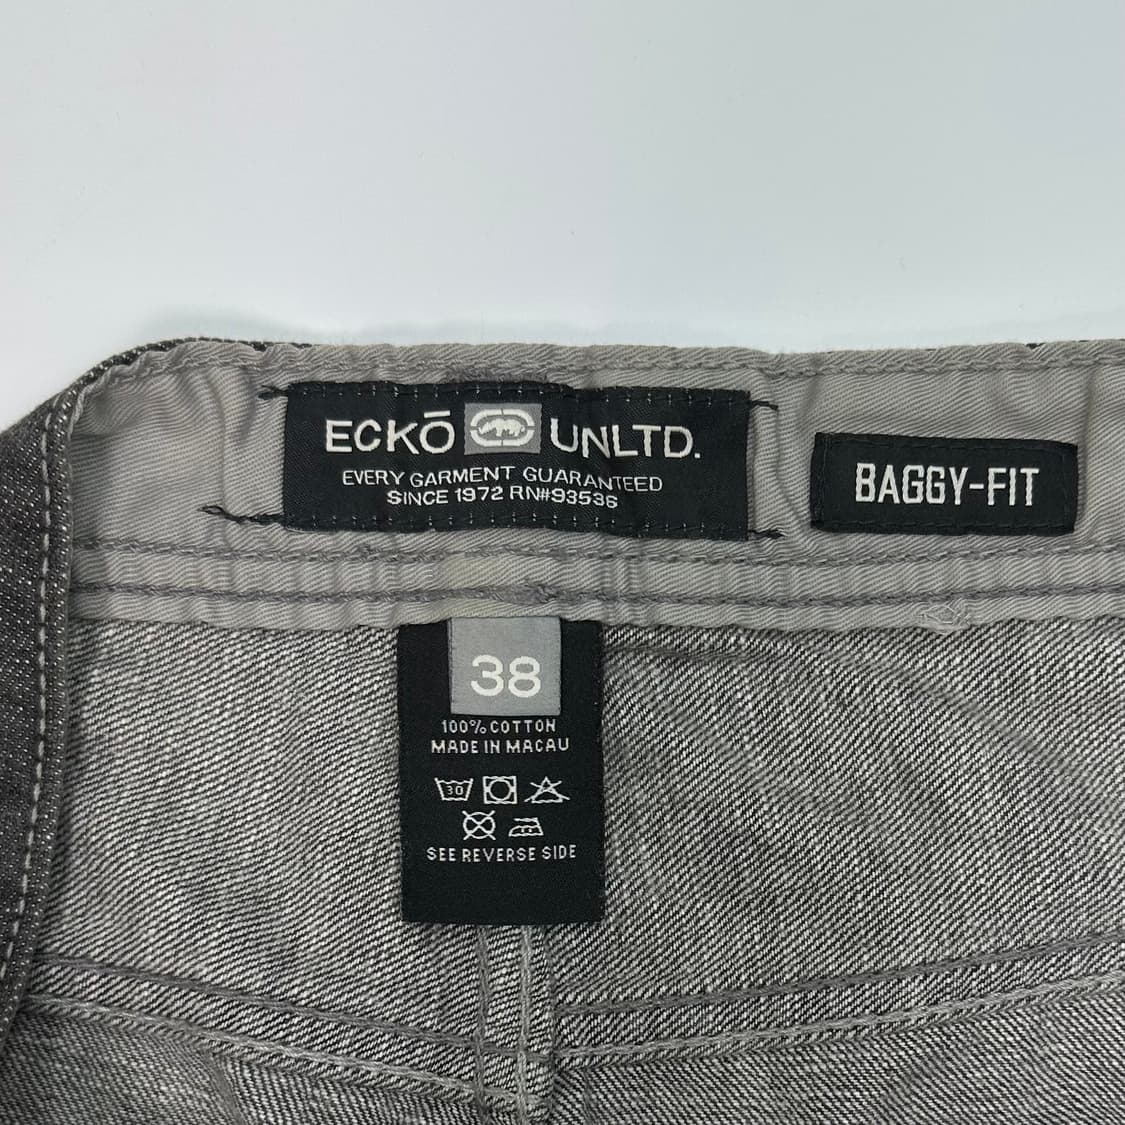 ECKŌ UNLTD.
EVERY GARMENT GUARANTEED
SINCE 1972 RN#93536
BAGGY-FIT
38
100% COTTON
MADE IN MACAU
30
SEE REVERSE SIDE